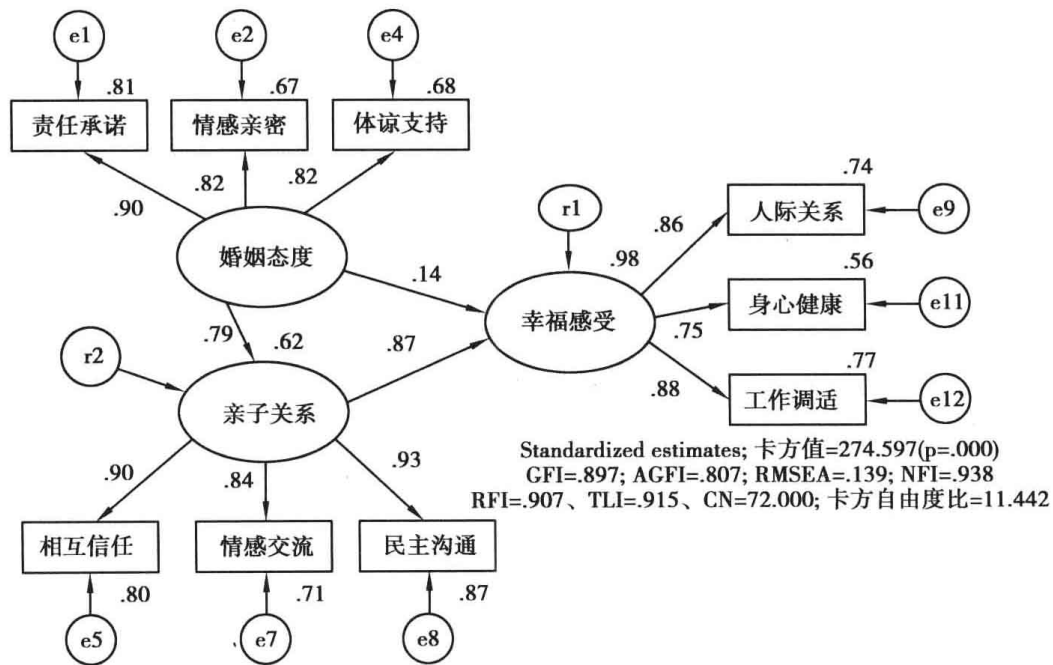 e1
e2
e4
.81
.67
.68
责任承诺
情感亲密
体谅支持
.90
.82
.82
.74
r1
人际关系
e9
.86
婚姻态度
.98
.14
.56
幸福感受
身心健康
e11
.75
.79
.62
.87
r2
.77
.88
亲子关系
工作调适
e12
Standardized estimates; 卡方值=274.597(p=.000)
GFI=.897; AGFI=.807; RMSEA=.139; NFI=.938
RFI=.907、TLI=.915、CN=72.000; 卡方自由度比=11.442
.90
.84
.93
相互信任
情感交流
民主沟通
.80
.71
.87
e5
e7
e8